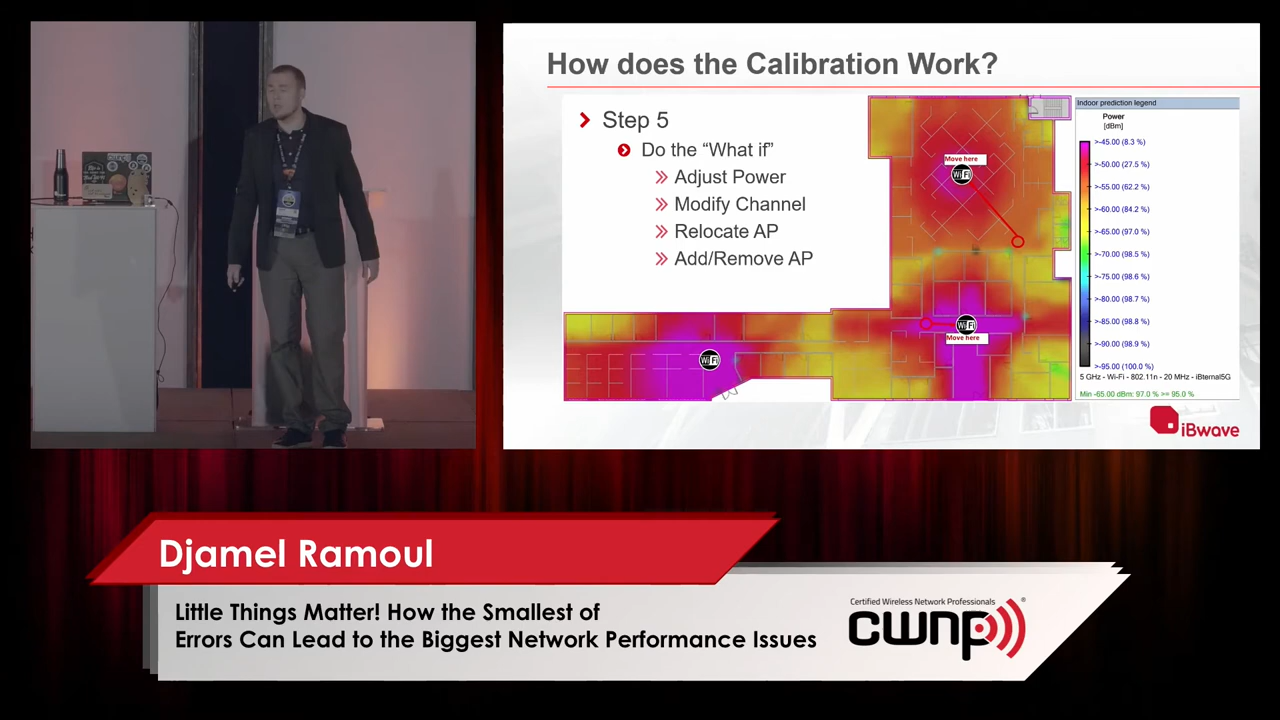 How does the Calibration Work?
Step 5
Do the “What if”
Adjust Power
Modify Channel
Relocate AP
Add/Remove AP
Move here
Wi Fi
Wi Fi
Move here
Wi Fi
Indoor prediction legend
Power
[dBm]
>-45.00 (8.3 %)
>-50.00 (27.5 %)
>-55.00 (62.2 %)
>-60.00 (84.2 %)
>-65.00 (97.0 %)
>-70.00 (98.5 %)
>-75.00 (98.6 %)
>-80.00 (98.7 %)
>-85.00 (98.8 %)
>-90.00 (98.9 %)
>-95.00 (100.0 %)
5 GHz - Wi-Fi - 802.11n - 20 MHz - iBternal5G
Min -65.00 dBm: 97.0 % >= 95.0 %
iBwave
Djamel Ramoul
Little Things Matter! How the Smallest of
Errors Can Lead to the Biggest Network Performance Issues
Certified Wireless Network Professionals
cwnp